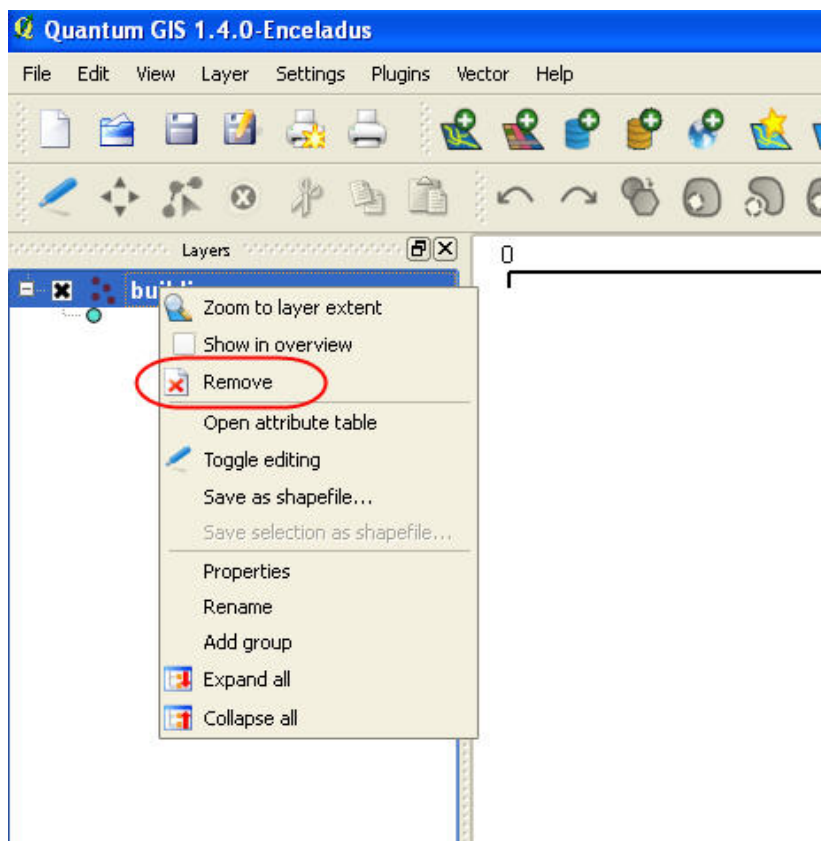 Quantum GIS 1.4.0-Enceladus
File Edit View Layer Settings Plugins Vector Help
Layers
0
Zoom to layer extent
Show in overview
Remove
Open attribute table
Toggle editing
Save as shapefile...
Save selection as shapefile...
Properties
Rename
Add group
Expand all
Collapse all